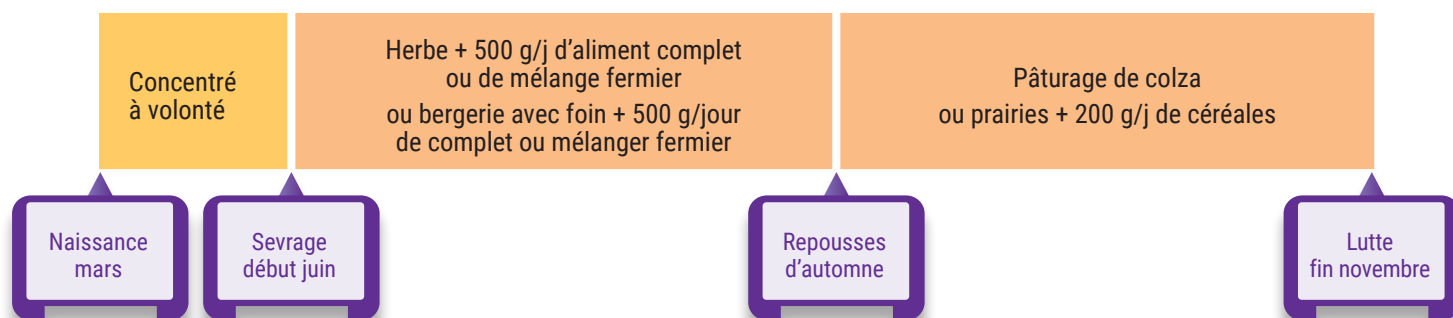 Concentré
à volonté
Herbe + 500 g/j d’aliment complet
ou de mélange fermier
ou bergerie avec foin + 500 g/jour
de complet ou mélanger fermier
Pâturage de colza
ou prairies + 200 g/j de céréales
Naissance
mars
Sevrage
début juin
Repousses
d’automne
Lutte
fin novembre